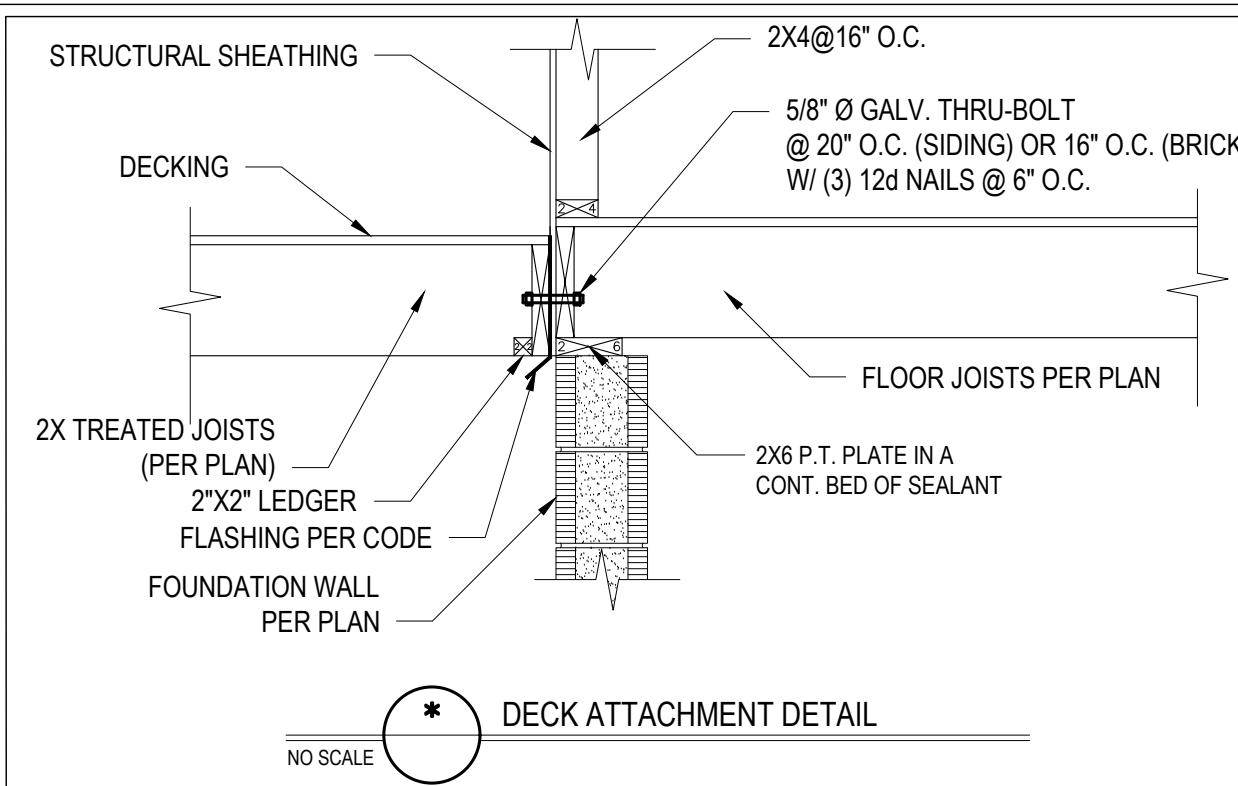 STRUCTURAL SHEATHING
2X4@16" O.C.
5/8" Ø GALV. THRU-BOLT
@ 20" O.C. (SIDING) OR 16" O.C. (BRICK
W/ (3) 12d NAILS @ 6" O.C.
DECKING
2 4
2 2
2 6
FLOOR JOISTS PER PLAN
2X TREATED JOISTS
(PER PLAN)
2X6 P.T. PLATE IN A
CONT. BED OF SEALANT
2"X2" LEDGER
FLASHING PER CODE
FOUNDATION WALL
PER PLAN
*
DECK ATTACHMENT DETAIL
NO SCALE